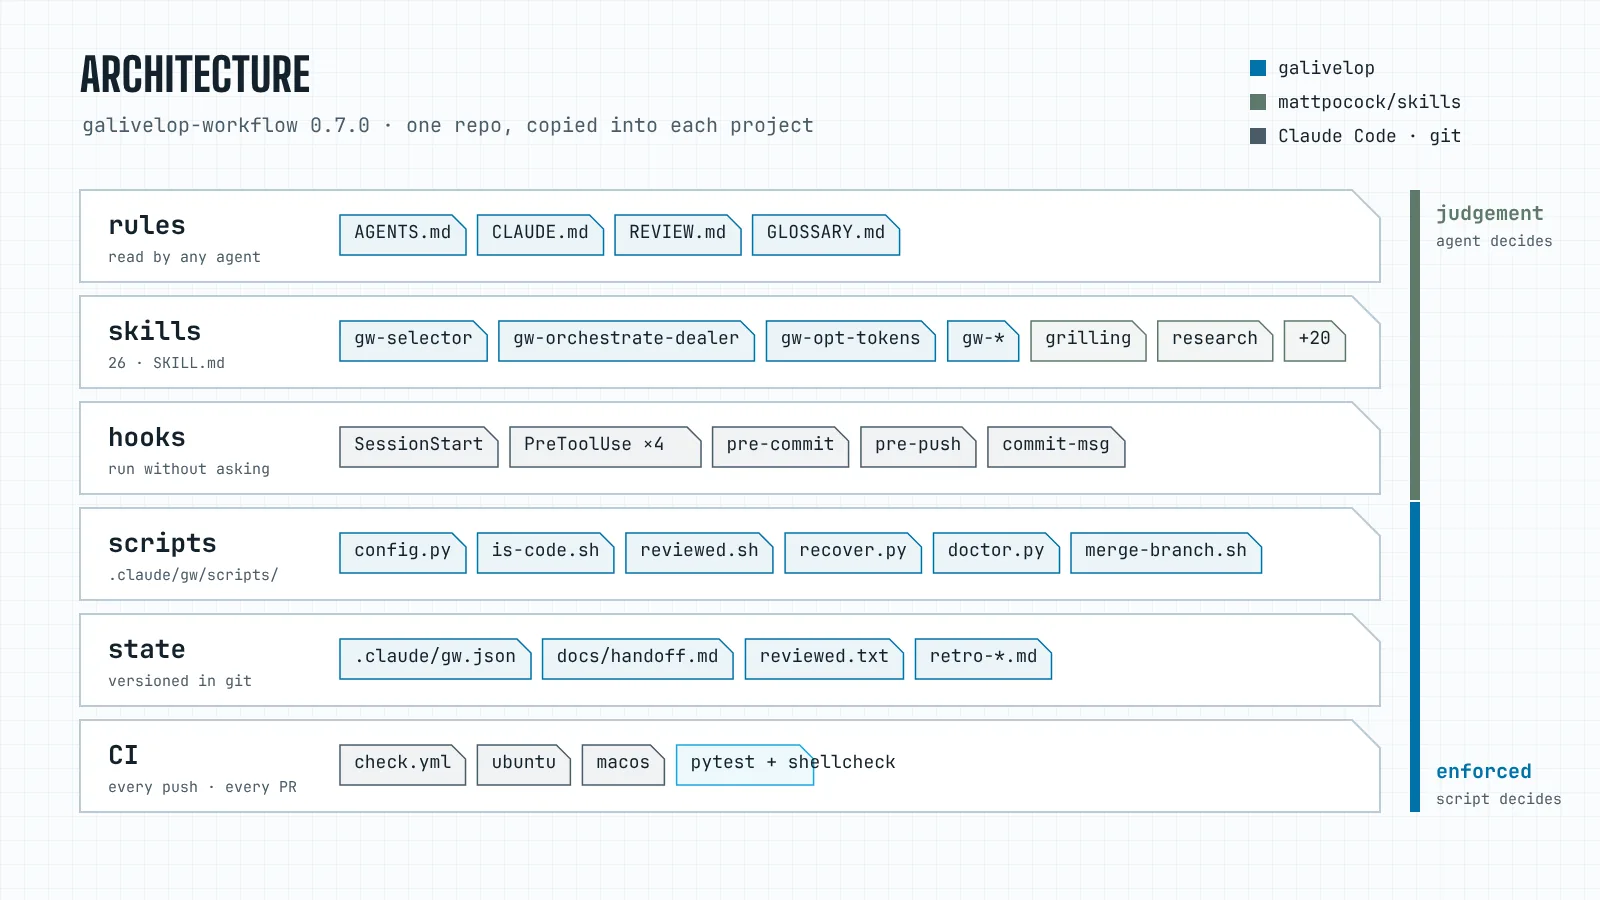 ARCHITECTURE
galivelop-workflow 0.7.0 · one repo, copied into each project
galivelop
mattpocock/skills
Claude Code · git
rules
read by any agent
AGENTS.md CLAUDE.md REVIEW.md GLOSSARY.md
judgement
agent decides
skills
26 · SKILL.md
gw-selector gw-orchestrate-dealer gw-opt-tokens gw-* grilling research +20
hooks
run without asking
SessionStart PreToolUse ×4 pre-commit pre-push commit-msg
scripts
.claude/gw/scripts/
config.py is-code.sh reviewed.sh recover.py doctor.py merge-branch.sh
state
versioned in git
.claude/gw.json docs/handoff.md reviewed.txt retro-*.md
CI
every push · every PR
check.yml ubuntu macos pytest + shellcheck
enforced
script decides